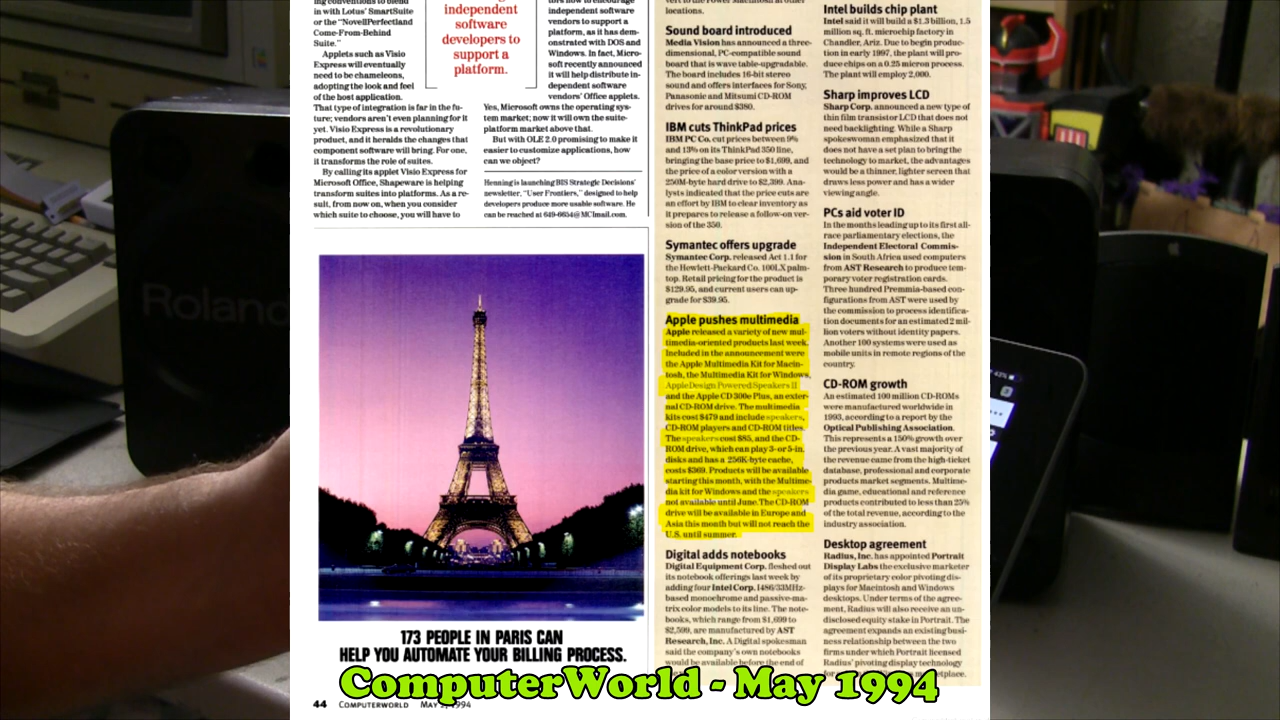 ing conventions to blend
in with Lotus' SmartSuite
or the "NovellPerfectland
Come-From-Behind
Suite."
Applets such as Visio
Express will eventually
need to be chameleons,
adopting the look and feel
of the host application.
That type of integration is far in the fu-
ture; vendors aren't even planning for it
yet. Visio Express is a revolutionary
product, and it heralds the changes that
component software will bring. For one,
it transforms the role of suites.
By calling its applet Visio Express for
Microsoft Office, Shapeware is helping
transform suites into platforms. As a re-
sult, from now on, when you consider
which suite to choose, you will have to
independent
software
developers to
support a
platform.
independent software
vendors to support a
platform, as it has dem-
onstrated with DOS and
Windows. In fact, Micro-
soft recently announced
it will help distribute in-
dependent software
vendors' Office applets.
Yes, Microsoft owns the operating sys-
tem market; now it will own the suite-
platform market above that.
But with OLE 2.0 promising to make it
easier to customize applications, how
can we object?
Henning is launching BIS Strategic Decisions'
newsletter, "User Frontiers," designed to help
developers produce more usable software. He
can be reached at 649-6654@MCImail.com.
173 PEOPLE IN PARIS CAN
HELP YOU AUTOMATE YOUR BILLING PROCESS.
locations.
Sound board introduced
Media Vision has announced a three-
dimensional, PC-compatible sound
board that is wave table-upgradable.
The board includes 16-bit stereo
sound and offers interfaces for Sony,
Panasonic and Mitsumi CD-ROM
drives for around $380.
IBM cuts ThinkPad prices
IBM PC Co. cut prices between 9%
and 13% on its ThinkPad 350 line,
bringing the base price to $1,699, and
the price of a color version with a
250M-byte hard drive to $2,399. Ana-
lysts indicated that the price cuts are
an effort by IBM to clear inventory as
it prepares to release a follow-on ver-
sion of the 350.
Symantec offers upgrade
Symantec Corp. released Act 1.1 for
the Hewlett-Packard Co. 100LX palm-
top. Retail pricing for the product is
$129.95, and current users can up-
grade for $39.95.
Apple pushes multimedia
Apple released a variety of new mul-
timedia-oriented products last week.
Included in the announcement were
the Apple Multimedia Kit for Macin-
tosh, the Multimedia Kit for Windows,
AppleDesign Powered Speakers II
and the Apple CD 300e Plus, an exter-
nal CD-ROM drive. The multimedia
kits cost $479 and include speakers,
CD-ROM players and CD-ROM titles.
The speakers cost $85, and the CD-
ROM drive, which can play 3- or 5-in.
disks and has a 256K-byte cache,
costs $369. Products will be available
starting this month, with the Multime-
dia kit for Windows and the speakers
not available until June. The CD-ROM
drive will be available in Europe and
Asia this month but will not reach the
U.S. until summer.
Digital adds notebooks
Digital Equipment Corp. fleshed out
its notebook offerings last week by
adding four Intel Corp. I486/33MHz-
based monochrome and passive-ma-
trix color models to its line. The note-
books, which range from $1,699 to
$2,599, are manufactured by AST
Research, Inc. A Digital spokesman
said the company's own notebooks
would be available before the end of
Intel builds chip plant
Intel said it will build a $1.3 billion, 1.5
million sq. ft. microchip factory in
Chandler, Ariz. Due to begin produc-
tion in early 1997, the plant will pro-
duce chips on a 0.25 micron process.
The plant will employ 2,000.
Sharp improves LCD
Sharp Corp. announced a new type of
thin film transistor LCD that does not
need backlighting. While a Sharp
spokeswoman emphasized that it
does not have a set plan to bring the
technology to market, the advantages
would be a thinner, lighter screen that
draws less power and has a wider
viewing angle.
PCs aid voter ID
In the months leading up to its first all-
race parliamentary elections, the
Independent Electoral Commis-
sion in South Africa used computers
from AST Research to produce tem-
porary voter registration cards.
Three hundred Premmia-based con-
figurations from AST were used by
the commission to process identifica-
tion documents for an estimated 2 mil-
lion voters without identity papers.
Another 100 systems were used as
mobile units in remote regions of the
country.
CD-ROM growth
An estimated 100 million CD-ROMs
were manufactured worldwide in
1993, according to a report by the
Optical Publishing Association.
This represents a 150% growth over
the previous year. A vast majority of
the revenue came from the high-ticket
database, professional and corporate
products market segments. Multime-
dia game, educational and reference
products contributed to less than 25%
of the total revenue, according to the
industry association.
Desktop agreement
Radius, Inc. has appointed Portrait
Display Labs the exclusive marketer
of its proprietary color pivoting dis-
plays for Macintosh and Windows
desktops. Under terms of the agree-
ment, Radius will also receive an un-
disclosed equity stake in Portrait. The
agreement expands an existing busi-
ness relationship between the two
firms under which Portrait licensed
Radius' pivoting display technology
ComputerWorld - May 1994
44 COMPUTERWORLD MAY 1994
Roland